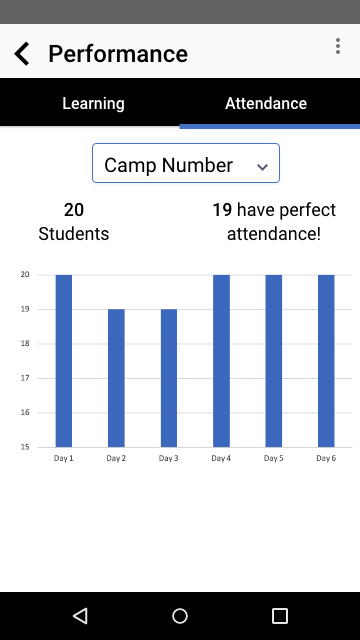 Performance
Learning Attendance
Camp Number
20
Students
19 have perfect
attendance!
20
19
18
17
16
15
Day 1 Day 2 Day 3 Day 4 Day 5 Day 6